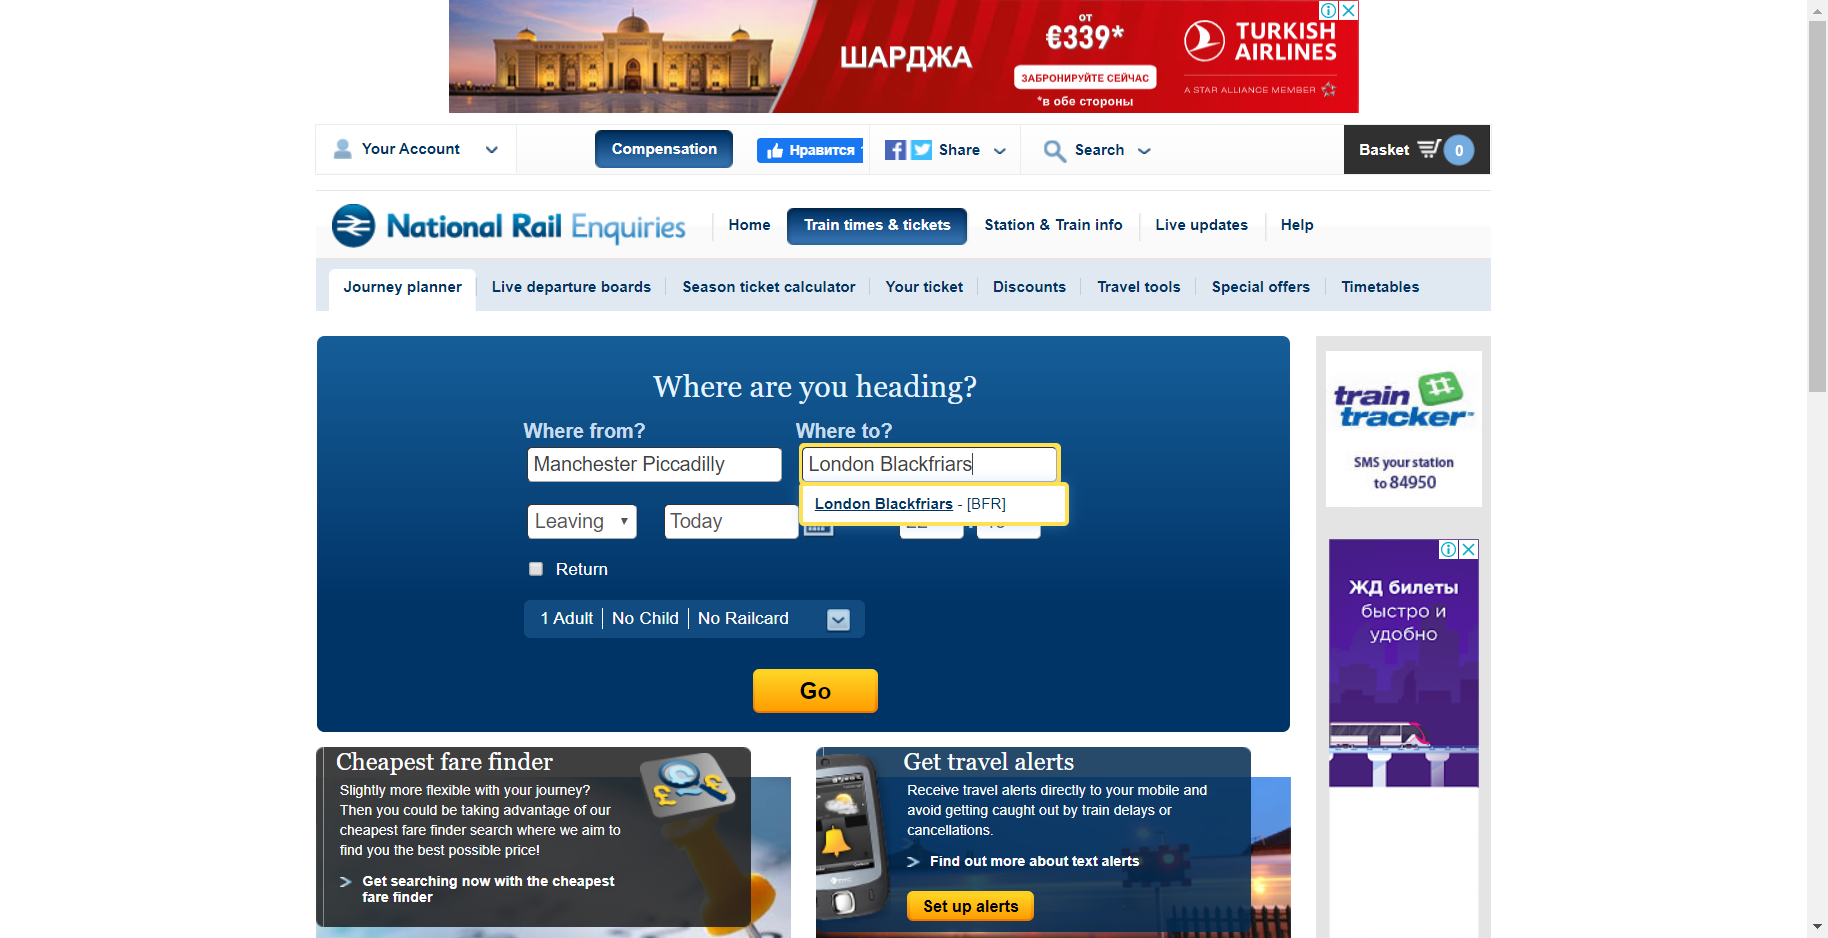 ШАРДЖА
от
€339*
ЗАБРОНИРУЙТЕ СЕЙЧАС
*в обе стороны
TURKISH
AIRLINES
A STAR ALLIANCE MEMBER
Your Account
Compensation
Нравится
Share
Search
Basket
0
National Rail Enquiries
Home
Train times & tickets
Station & Train info
Live updates
Help
Journey planner
Live departure boards
Season ticket calculator
Your ticket
Discounts
Travel tools
Special offers
Timetables
Where are you heading?
Where from?
Where to?
Manchester Piccadilly
London Blackfriars
London Blackfriars - [BFR]
Leaving
Today
Return
1 Adult
No Child
No Railcard
Go
train
tracker™
SMS your station
to 84950
ЖД билеты
быстро и
удобно
Cheapest fare finder
Slightly more flexible with your journey?
Then you could be taking advantage of our
cheapest fare finder search where we aim to
find you the best possible price!
Get searching now with the cheapest
fare finder
Get travel alerts
Receive travel alerts directly to your mobile and
avoid getting caught out by train delays or
cancellations.
Find out more about text alerts
Set up alerts